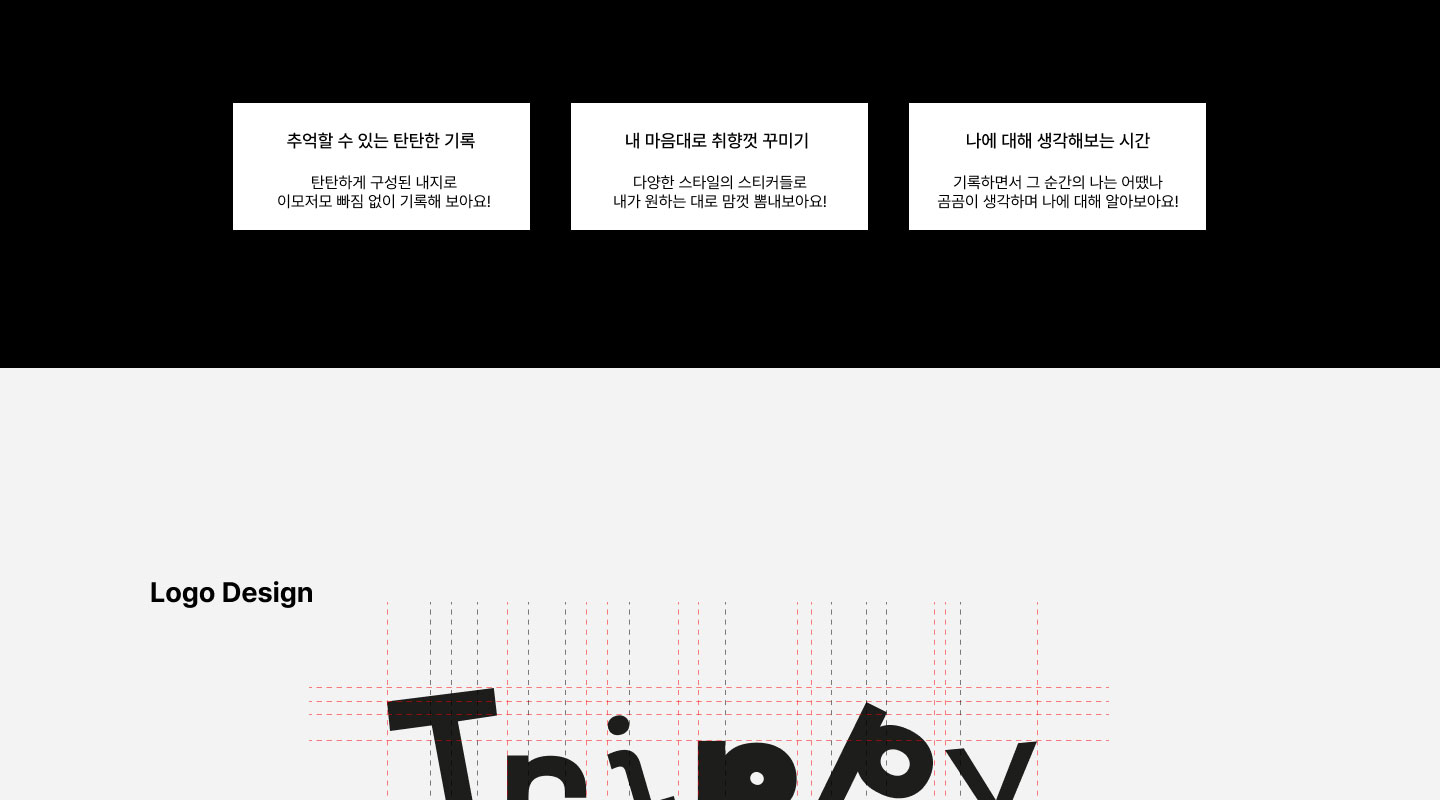 추억할 수 있는 탄탄한 기록
탄탄하게 구성된 내지로
이모저모 빠짐 없이 기록해 보아요!
내 마음대로 취향껏 꾸미기
다양한 스타일의 스티커들로
내가 원하는 대로 맘껏 뽐내보아요!
나에 대해 생각해보는 시간
기록하면서 그 순간의 나는 어땠나
곰곰이 생각하며 나에 대해 알아보아요!
Logo Design
Trippy